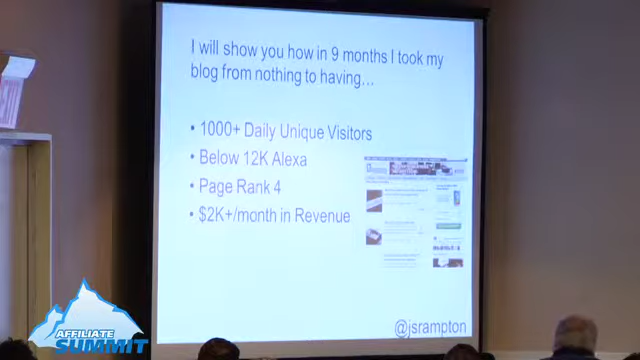 I will show you how in 9 months I took my
blog from nothing to having...
• 1000+ Daily Unique Visitors
• Below 12K Alexa
• Page Rank 4
• $2K+/month in Revenue
@jsrampton
AFFILIATE
SUMMIT